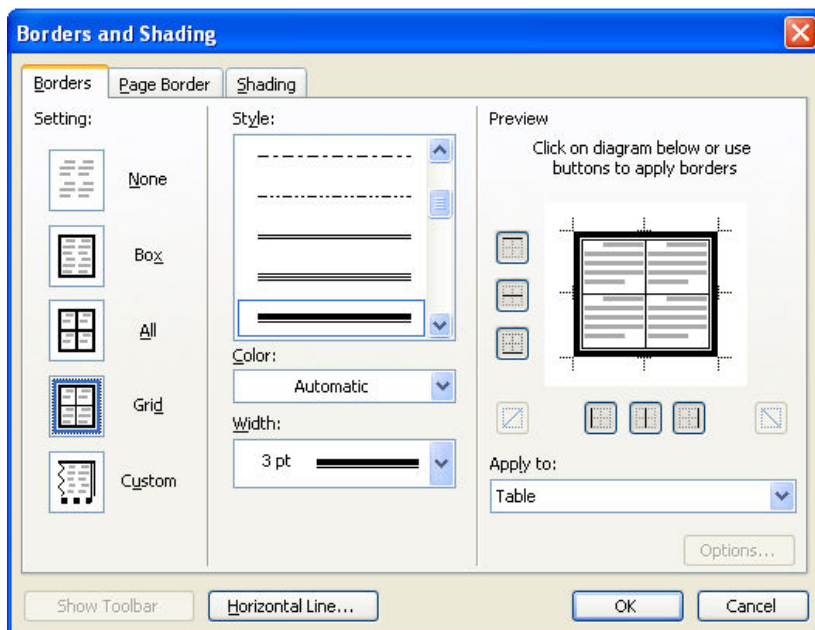 Borders and Shading
Borders
Page Border
Shading
Setting:
None
Box
All
Grid
Custom
Style:
Color:
Automatic
Width:
3 pt
Preview
Click on diagram below or use
buttons to apply borders
Apply to:
Table
Options...
Show Toolbar
Horizontal Line...
OK
Cancel